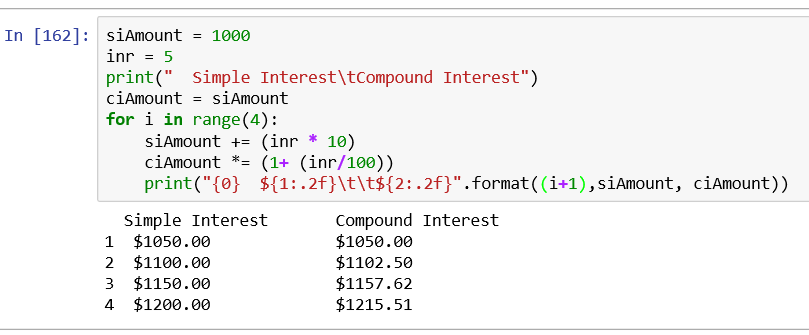 In [162]: siAmount = 1000
inr = 5
print("  Simple Interest\tCompound Interest")
ciAmount = siAmount
for i in range(4):
    siAmount += (inr * 10)
    ciAmount *= (1+ (inr/100))
    print("{0}  ${1:.2f}\t\t${2:.2f}".format((i+1),siAmount, ciAmount))
  Simple Interest       Compound Interest
1  $1050.00             $1050.00
2  $1100.00             $1102.50
3  $1150.00             $1157.62
4  $1200.00             $1215.51